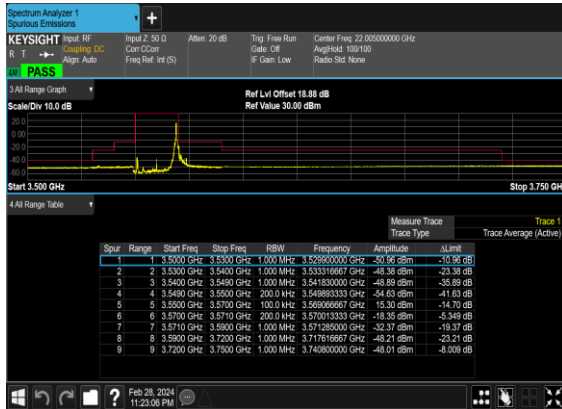 Spectrum Analyzer 1
Spurious Emissions
+
KEYSIGHT Input: RF Input Z: 50 Ω Atten: 20 dB Trig: Free Run Center Freq: 22.005000000 GHz
R T Coupling: DC Corr CCorr Gate: Off Avg|Hold: 100/100
Align: Auto Freq Ref: Int (S) IF Gain: Low Radio Std: None
PASS
3 All Range Graph
Ref Lvl Offset 18.88 dB
Scale/Div 10.0 dB Ref Value 30.00 dBm
20.0
0.00
-20.0
-40.0
-60.0
Start 3.500 GHz Stop 3.750 GH
4 All Range Table
Measure Trace Trace 1
Trace Type Trace Average (Active)
Spur Range Start Freq Stop Freq RBW Frequency Amplitude ΔLimit
1 1 3.5000 GHz 3.5300 GHz 1.000 MHz 3.529900000 GHz -50.96 dBm -10.96 dB
2 2 3.5300 GHz 3.5400 GHz 1.000 MHz 3.533316667 GHz -48.38 dBm -23.38 dB
3 3 3.5400 GHz 3.5490 GHz 1.000 MHz 3.541830000 GHz -48.89 dBm -35.89 dB
4 4 3.5490 GHz 3.5500 GHz 200.0 kHz 3.549893333 GHz -54.63 dBm -41.63 dB
5 5 3.5500 GHz 3.5700 GHz 100.0 kHz 3.569066667 GHz 15.30 dBm -14.70 dB
6 6 3.5700 GHz 3.5710 GHz 200.0 kHz 3.570013333 GHz -18.35 dBm -5.349 dB
7 7 3.5710 GHz 3.5900 GHz 1.000 MHz 3.571285000 GHz -32.37 dBm -19.37 dB
8 8 3.5900 GHz 3.7200 GHz 1.000 MHz 3.717616667 GHz -48.21 dBm -23.21 dB
9 9 3.7200 GHz 3.7500 GHz 1.000 MHz 3.740800000 GHz -48.01 dBm -8.009 dB
?
Feb 28, 2024
11:23:06 PM